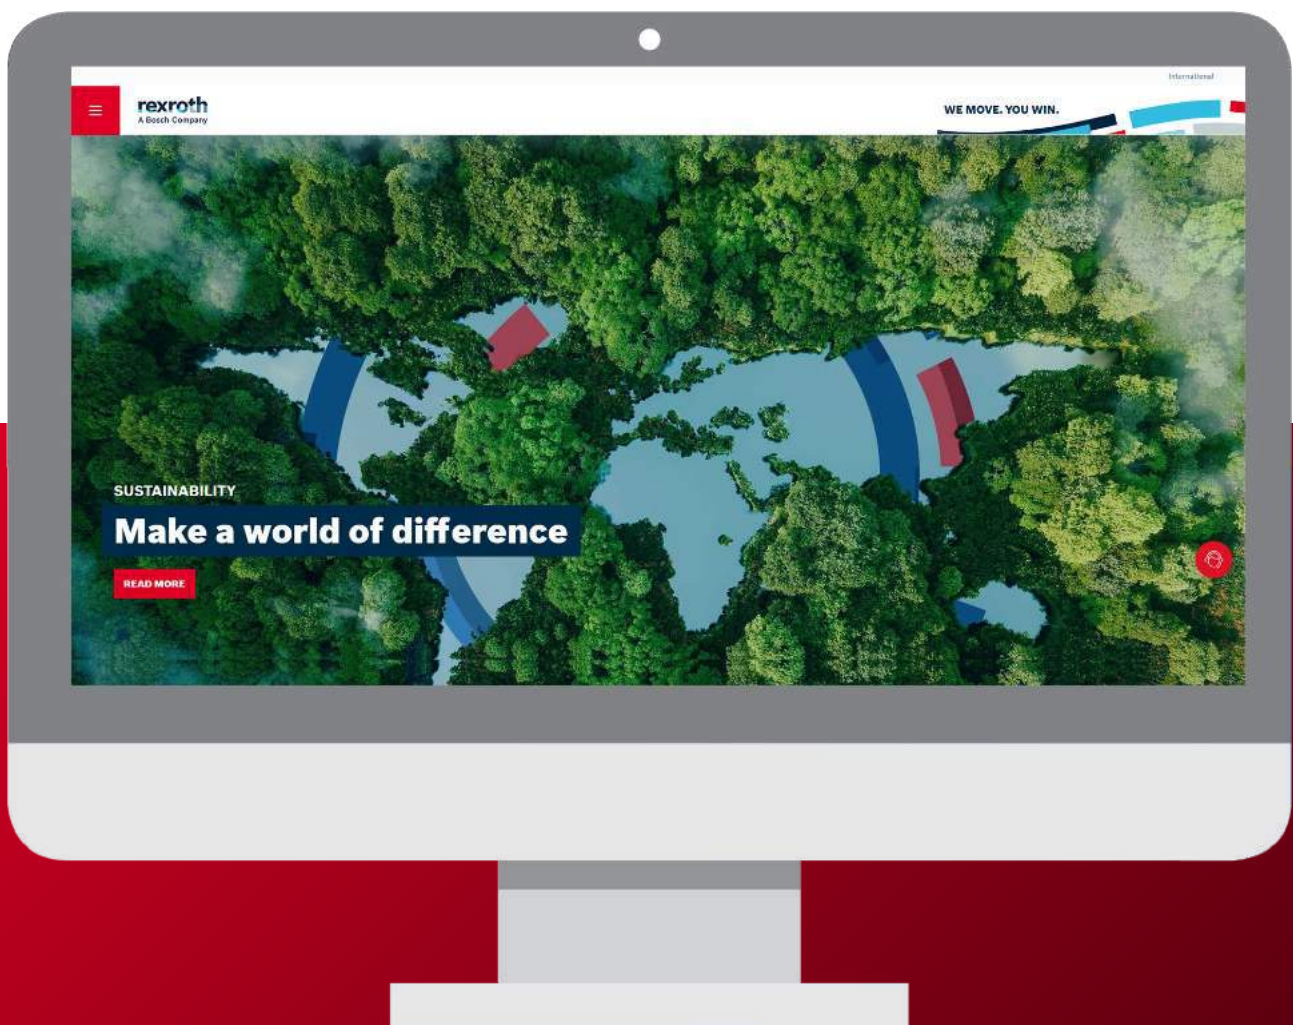 International
rexroth
A Bosch Company
WE MOVE. YOU WIN.
SUSTAINABILITY
Make a world of difference
READ MORE